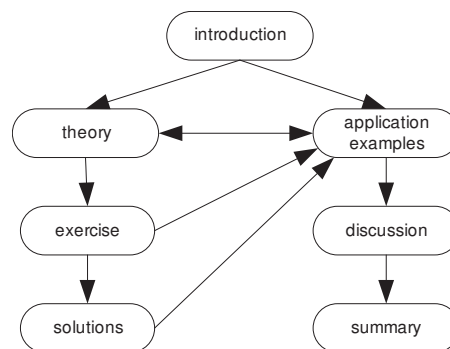 introduction
theory
application
examples
exercise
discussion
solutions
summary